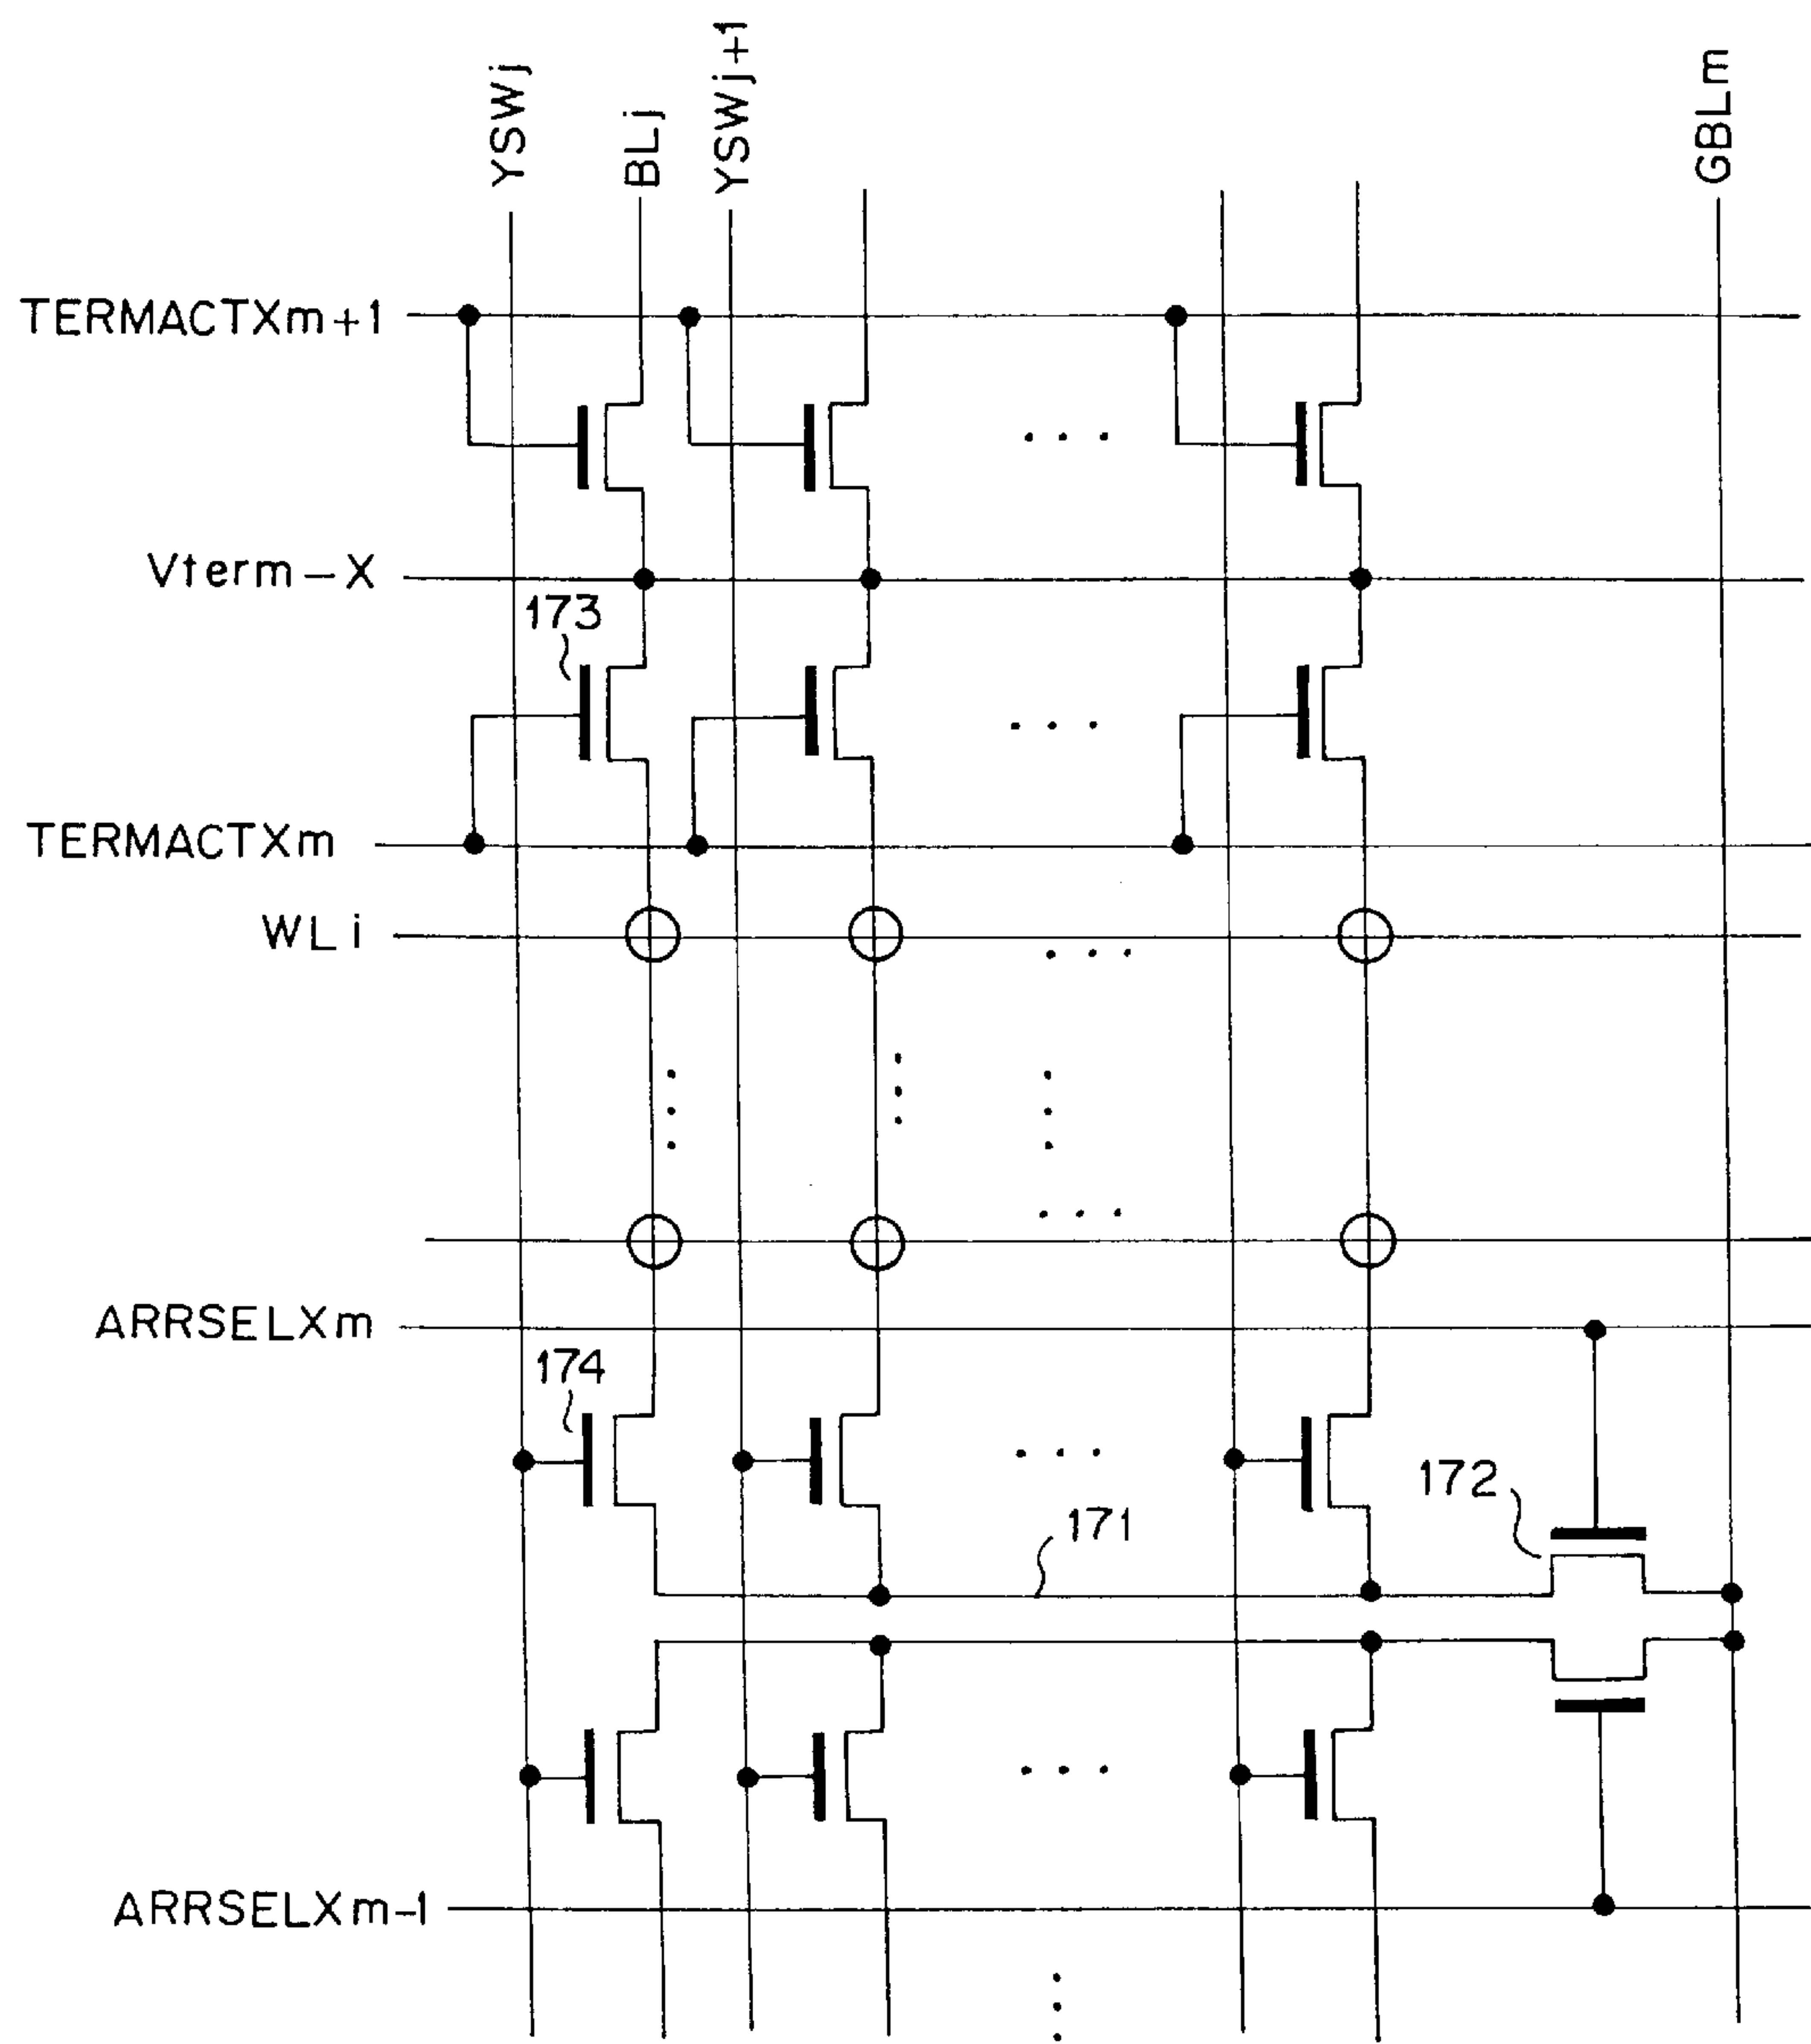 YSWj
BLj
YSWj+1
GBLm
TERMACTXm+1
Vterm-X
173
TERMACTXm
WLi
ARRSELXm
174
172
171
ARRSELXm-1